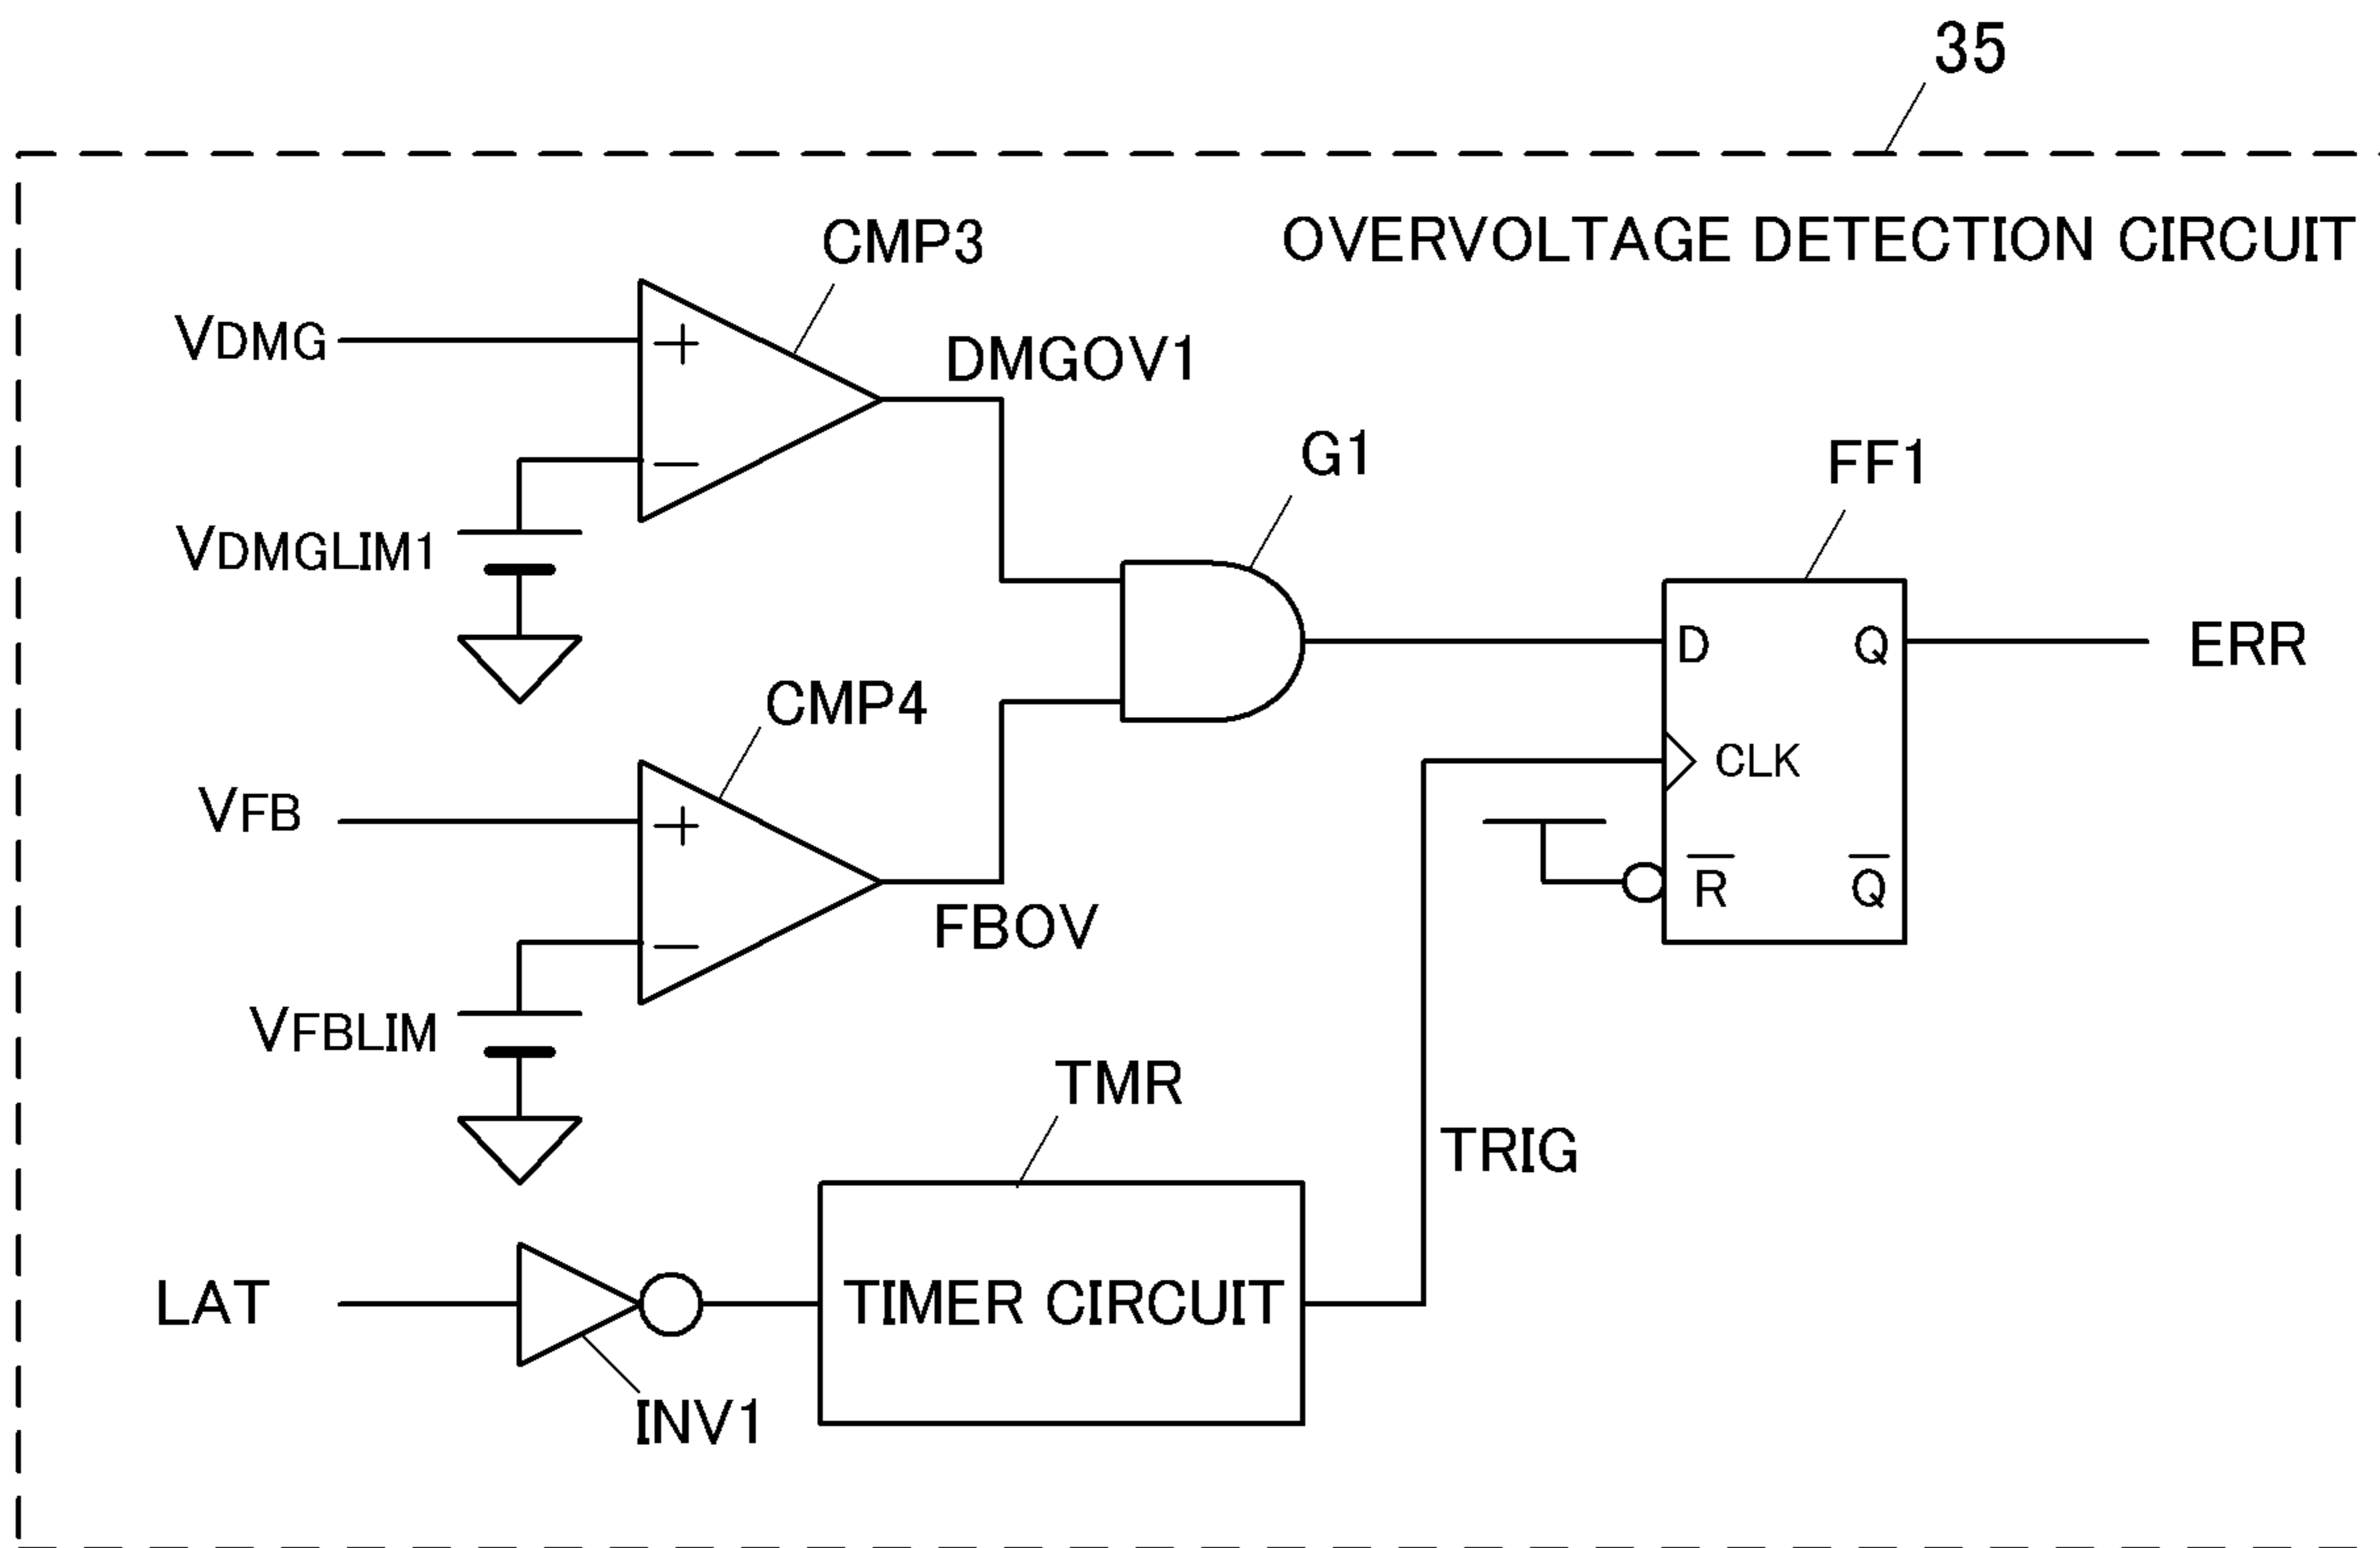 35
OVERVOLTAGE DETECTION CIRCUIT
CMP3
VDMG
+
−
DMGOV1
VDMGLIM1
G1
FF1
D
Q
ERR
CLK
R̅
Q̅
CMP4
VFB
+
−
FBOV
VFBLIM
TMR
TRIG
LAT
TIMER CIRCUIT
INV1